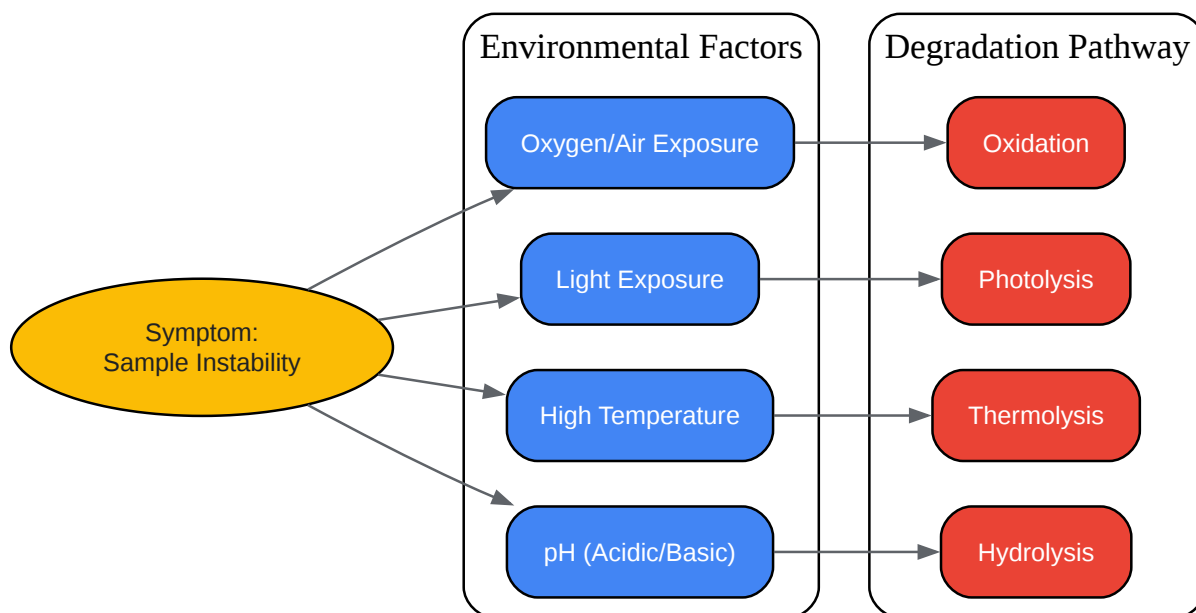 Environmental Factors
Degradation Pathway
Oxygen/Air Exposure
Oxidation
Light Exposure
Photolysis
Symptom:
Sample Instability
High Temperature
Thermolysis
pH (Acidic/Basic)
Hydrolysis